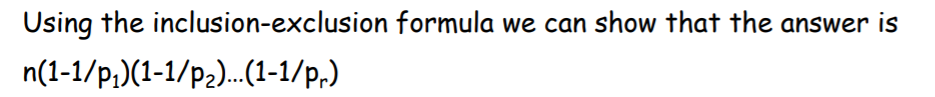 Using the inclusion-exclusion formula we can show that the answer is
n(1-1/p₁)(1-1/p₂)…(1-1/pᵣ)